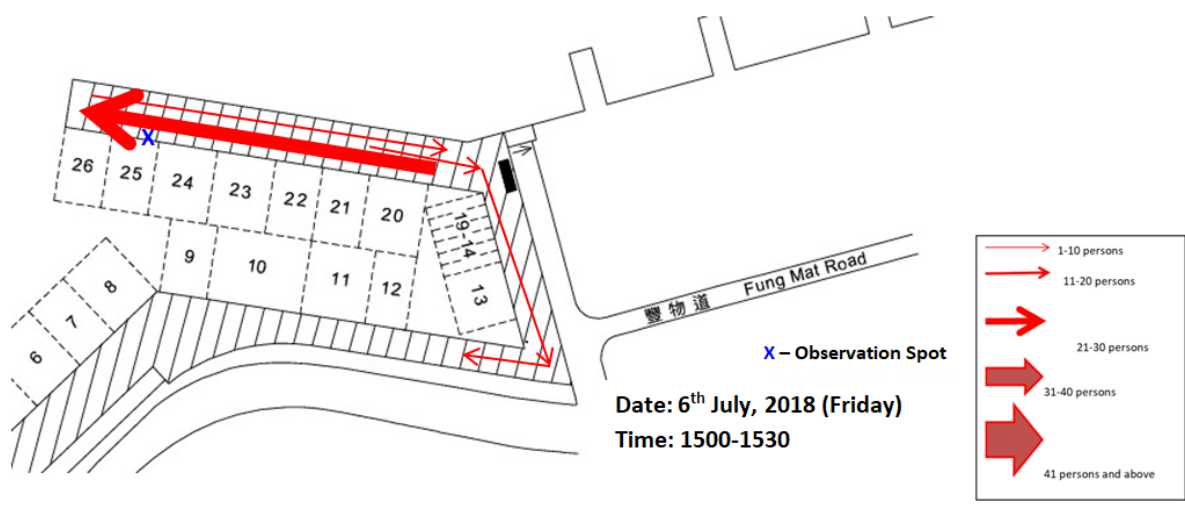 26
25
24
23
22
21
20
19-14
13
9
10
11
12
8
7
6
豐物道 Fung Mat Road
X
X – Observation Spot
Date: 6th July, 2018 (Friday)
Time: 1500-1530
1-10 persons
11-20 persons
21-30 persons
31-40 persons
41 persons and above